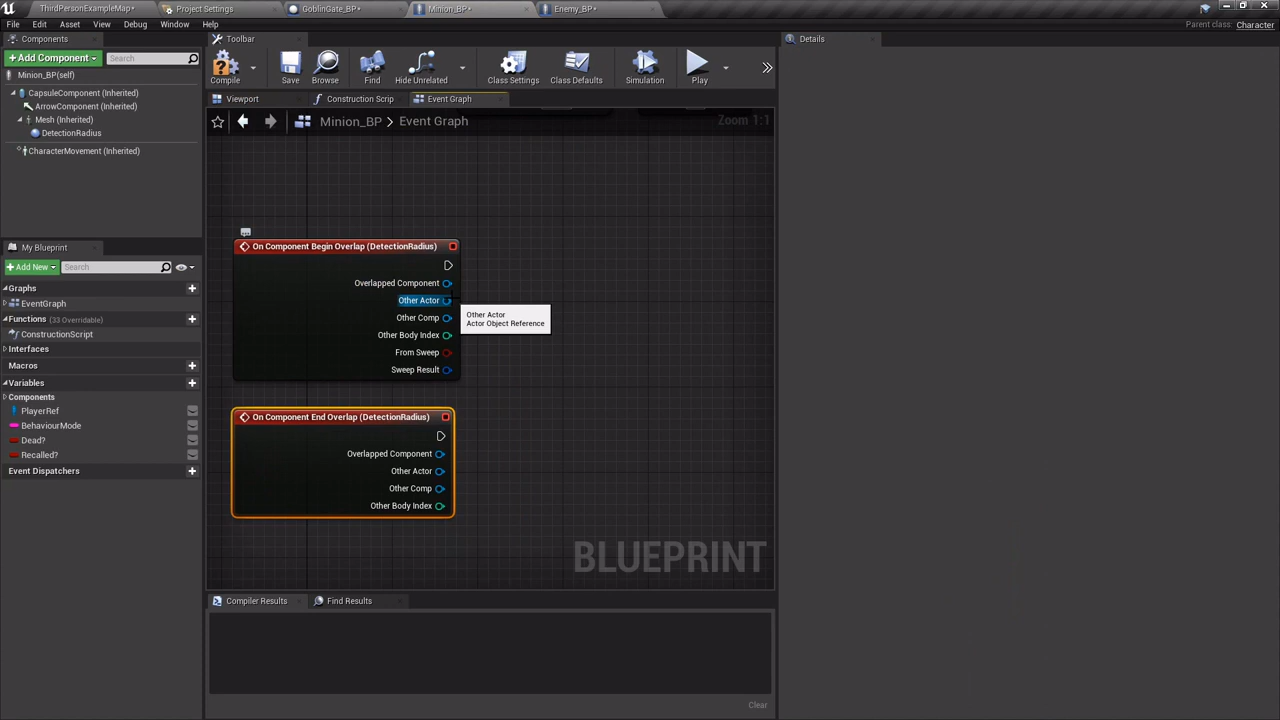 ThirdPersonExampleMap*
Project Settings
GoblinGate_BP*
Minion_BP*
Enemy_BP*
File
Edit
Asset
View
Debug
Window
Help
Parent class: Character
Components
Toolbar
Details
Add Component
Search
Minion_BP(self)
CapsuleComponent (Inherited)
ArrowComponent (Inherited)
Mesh (Inherited)
DetectionRadius
CharacterMovement (Inherited)
Compile
Save
Browse
Find
Hide Unrelated
Class Settings
Class Defaults
Simulation
Play
Viewport
Construction Scrip
Event Graph
Minion_BP > Event Graph
Zoom 1:1
On Component Begin Overlap (DetectionRadius)
Overlapped Component
Other Actor
Other Comp
Other Body Index
From Sweep
Sweep Result
Other Actor
Actor Object Reference
On Component End Overlap (DetectionRadius)
Overlapped Component
Other Actor
Other Comp
Other Body Index
BLUEPRINT
My Blueprint
Add New
Search
Graphs
EventGraph
Functions (33 Overridable)
ConstructionScript
Interfaces
Macros
Variables
Components
PlayerRef
BehaviourMode
Dead?
Recalled?
Event Dispatchers
Compiler Results
Find Results
Clear